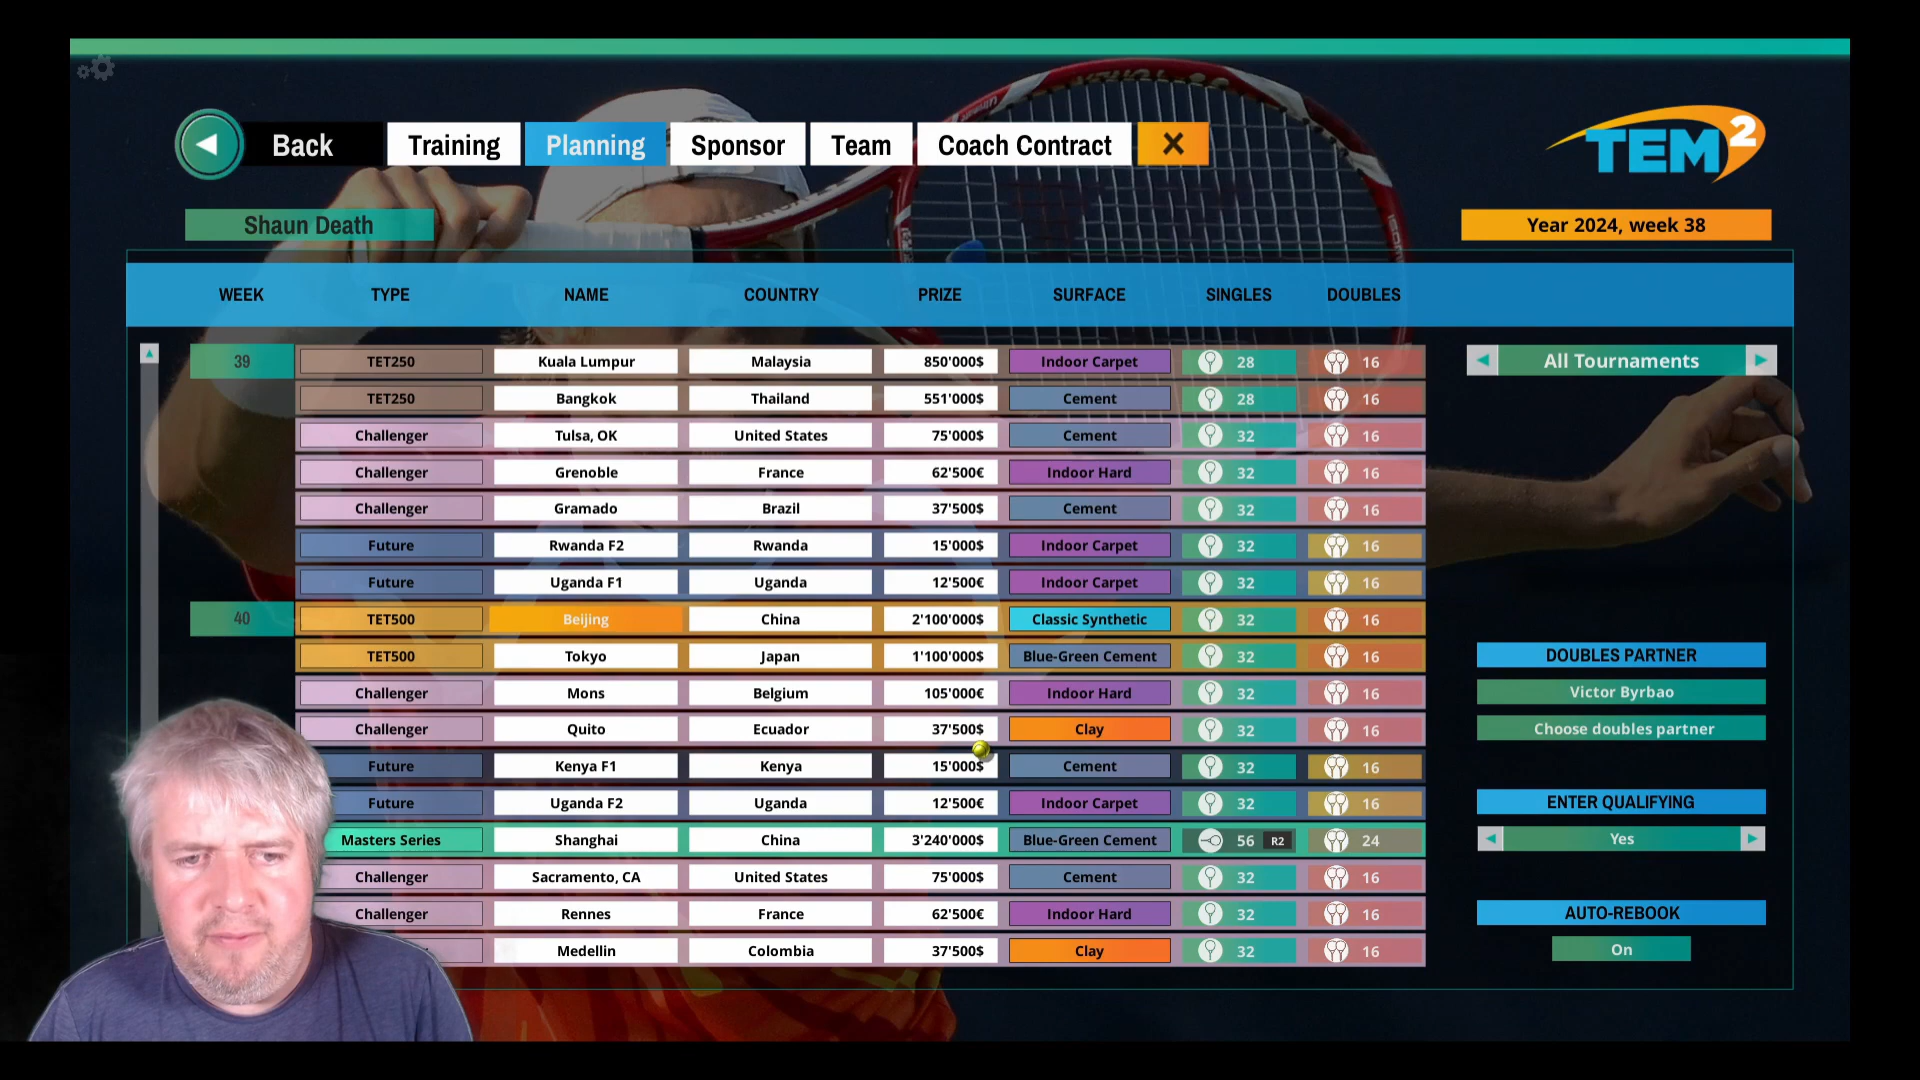 Back
Training
Planning
Sponsor
Team
Coach Contract
TEM 2
Shaun Death
Year 2024, week 38
WEEK TYPE NAME COUNTRY PRIZE SURFACE SINGLES DOUBLES
39 TET250 Kuala Lumpur Malaysia 850'000$ Indoor Carpet 28 16
TET250 Bangkok Thailand 551'000$ Cement 28 16
Challenger Tulsa, OK United States 75'000$ Cement 32 16
Challenger Grenoble France 62'500€ Indoor Hard 32 16
Challenger Gramado Brazil 37'500$ Cement 32 16
Future Rwanda F2 Rwanda 15'000$ Indoor Carpet 32 16
Future Uganda F1 Uganda 12'500€ Indoor Carpet 32 16
40 TET500 Beijing China 2'100'000$ Classic Synthetic 32 16
TET500 Tokyo Japan 1'100'000$ Blue-Green Cement 32 16
Challenger Mons Belgium 105'000€ Indoor Hard 32 16
Challenger Quito Ecuador 37'500$ Clay 32 16
Future Kenya F1 Kenya 15'000$ Cement 32 16
Future Uganda F2 Uganda 12'500€ Indoor Carpet 32 16
Masters Series Shanghai China 3'240'000$ Blue-Green Cement 56 R2 24
Challenger Sacramento, CA United States 75'000$ Cement 32 16
Challenger Rennes France 62'500€ Indoor Hard 32 16
Medellin Colombia 37'500$ Clay 32 16
All Tournaments
DOUBLES PARTNER
Victor Byrbao
Choose doubles partner
ENTER QUALIFYING
Yes
AUTO-REBOOK
On